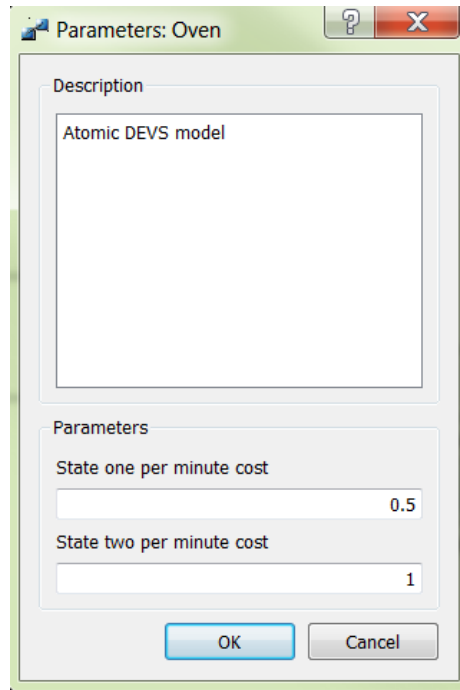 Parameters: Oven
?
X
Description
Atomic DEVS model
Parameters
State one per minute cost
0.5
State two per minute cost
1
OK
Cancel